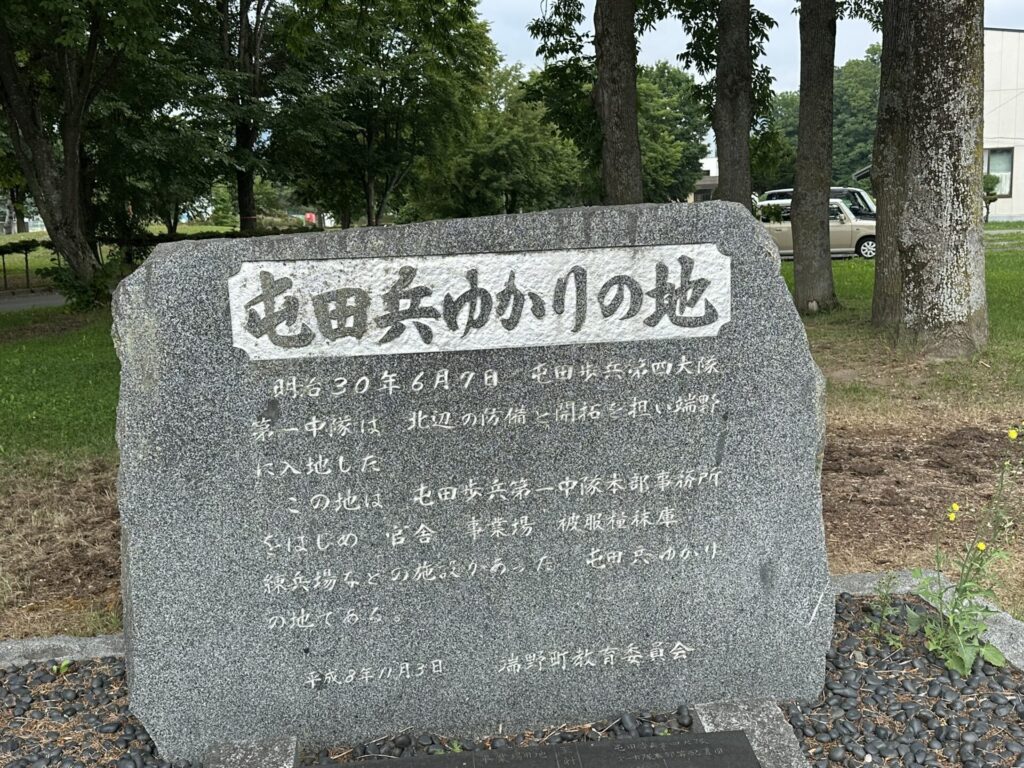 屯田兵ゆかりの地
明治30年6月7日 屯田歩兵第四大隊
第一中隊は 北辺の防備と開拓を担い端野
に入地した
この地は 屯田歩兵第一中隊本部事務所
をはじめ 官舎 事業場 被服糧秣庫
練兵場などの施設があった 屯田兵ゆかり
の地である。
平成8年11月3日 端野町教育委員会